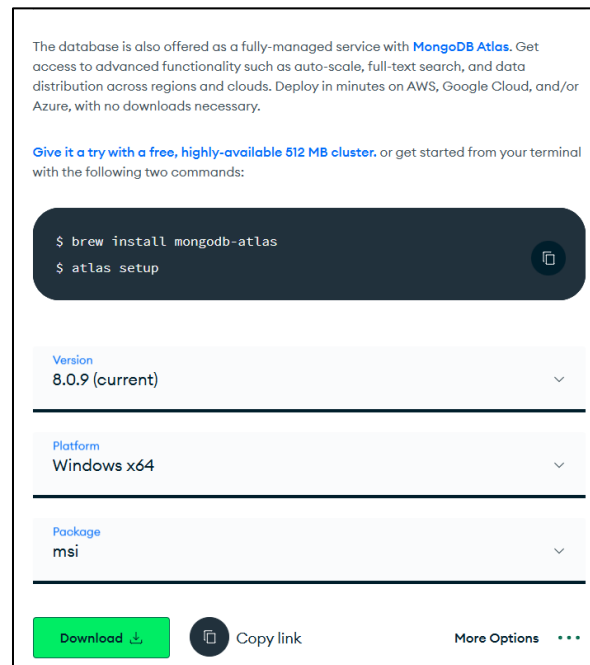 The database is also offered as a fully-managed service with MongoDB Atlas. Get
access to advanced functionality such as auto-scale, full-text search, and data
distribution across regions and clouds. Deploy in minutes on AWS, Google Cloud, and/or
Azure, with no downloads necessary.
Give it a try with a free, highly-available 512 MB cluster. or get started from your terminal
with the following two commands:
$ brew install mongodb-atlas
$ atlas setup
Version
8.0.9 (current)
Platform
Windows x64
Package
msi
Download Copy link More Options